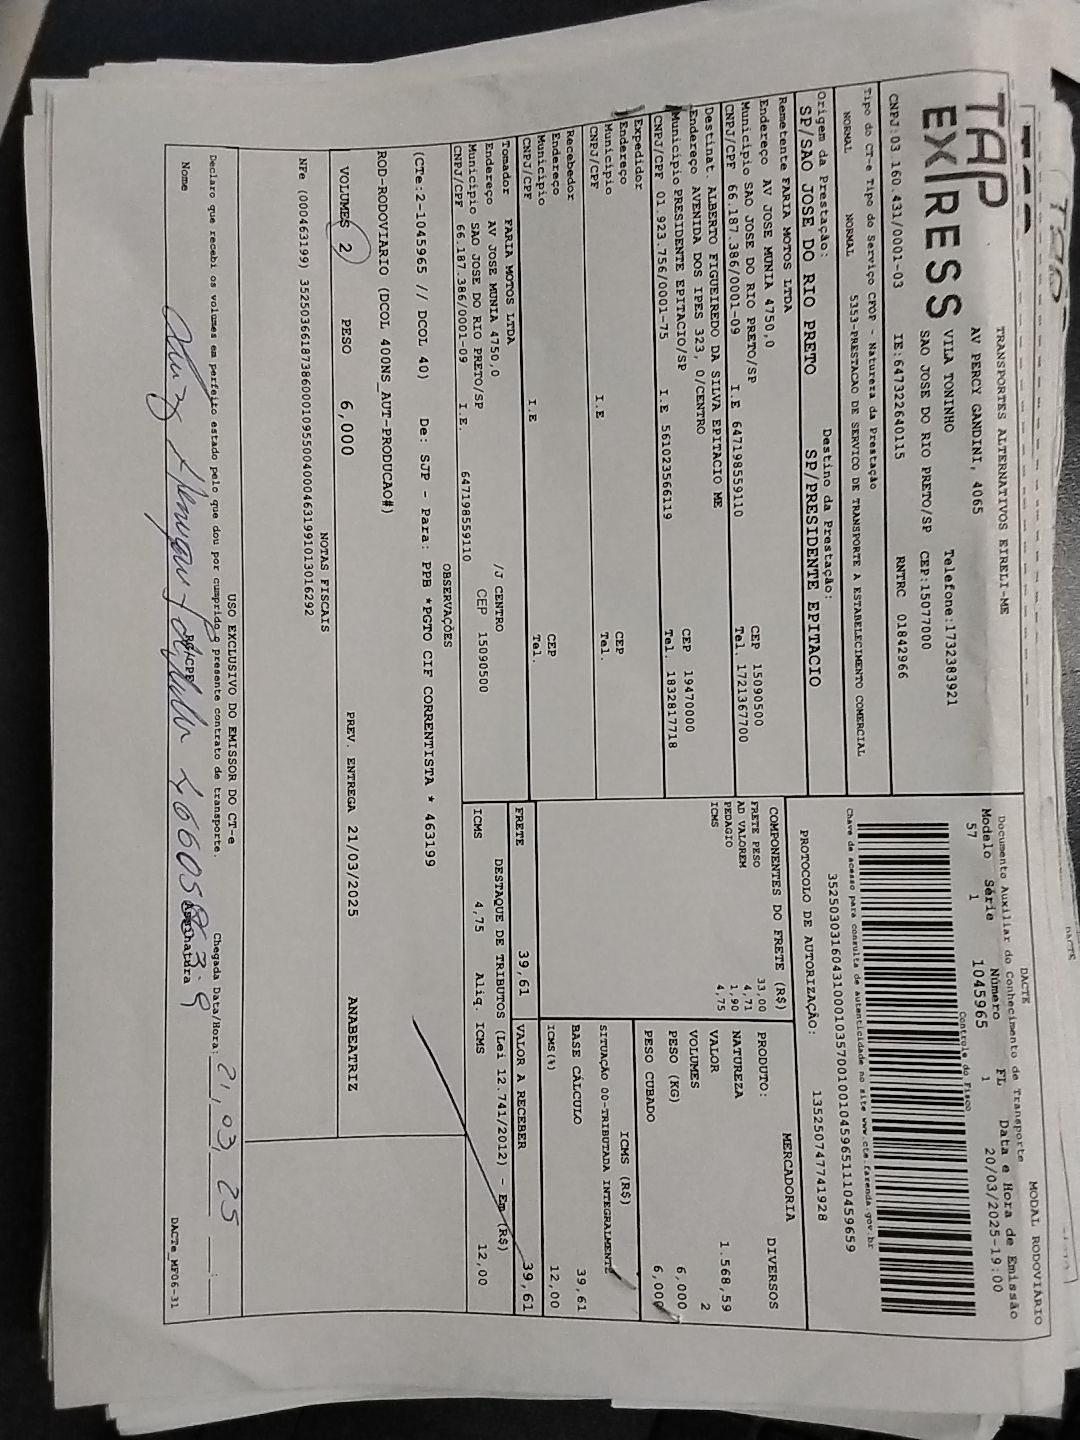 TAP EXPRESS
TRANSPORTES ALTERNATIVOS EIRELI-ME
AV PERCY GANDINI, 4065
VILA TONINHO Telefone:1732383921
SAO JOSE DO RIO PRETO/SP CEP:15077000
CNPJ:03.160.431/0001-03 IE:647322640115 RNTRC 01842966
Tipo do CT-e Tipo do Serviço CFOP - Natureza da Prestação
NORMAL NORMAL 5353-PRESTACAO DE SERVICO DE TRANSPORTE A ESTABELECIMENTO COMERCIAL
Origem da Prestação: Destino da Prestação:
SP/SAO JOSE DO RIO PRETO SP/PRESIDENTE EPITACIO
Remetente FARIA MOTOS LTDA
Endereço AV JOSE MUNIA 4750,0 CEP 15090500
Municipio SAO JOSE DO RIO PRETO/SP Tel. 1721367700
CNPJ/CPF 66.187.386/0001-09 I.E 647198559110
Destinat. ALBERTO FIGUEIREDO DA SILVA EPITACIO ME
Endereço AVENIDA DOS IPES 323, 0/CENTRO CEP 19470000
Municipio PRESIDENTE EPITACIO/SP Tel. 1832817718
CNPJ/CPF 01.923.756/0001-75 I.E 561023566119
Expedidor
Endereço CEP
Municipio Tel.
CNPJ/CPF I.E
Recebedor
Endereço CEP
Municipio Tel.
CNPJ/CPF I.E
Tomador FARIA MOTOS LTDA
Endereço AV JOSE MUNIA 4750,0 /J CENTRO
Municipio SAO JOSE DO RIO PRETO/SP CEP 15090500
CNPJ/CPF 66.187.386/0001-09 I.E. 647198559110
DACTE MODAL RODOVIÁRIO
Documento Auxiliar do Conhecimento de Transporte
Modelo Série Número FL Data e Hora de Emissão
57 1 1045965 1 20/03/2025-19:00
Controle do Fisco
Chave de acesso para consulta de autenticidade no site www.cte.fazenda.gov.br
35250303160431000103570010010459651110459659
PROTOCOLO DE AUTORIZAÇÃO: 135250747741928
COMPONENTES DO FRETE (R$)
FRETE PESO 33,00
AD VALOREM 4,71
PEDAGIO 1,90
ICMS 4,75
MERCADORIA
PRODUTO: DIVERSOS
NATUREZA
VALOR 1.568,59
VOLUMES 2
PESO (KG) 6,000
PESO CUBADO 6,000
ICMS (R$)
SITUAÇÃO 00-TRIBUTADA INTEGRALMENTE
BASE CÁLCULO 39,61
ICMS(%) 12,00
FRETE 39,61 VALOR A RECEBER 39,61
DESTAQUE DE TRIBUTOS (Lei 12.741/2012) - Em (R$)
ICMS 4,75 Aliq. ICMS 12,00
OBSERVAÇÕES
(CTe:2-1045965 // DCOL 40) De: SJP - Para: PPB *PGTO CIF CORRENTISTA * 463199
ROD-RODOVIARIO (DCOL 400NS_AUT-PRODUCAO#)
VOLUMES 2 PESO 6,000 PREV. ENTREGA 21/03/2025 ANABEATRIZ
NOTAS FISCAIS
NFe (000463199) 35250366187386000109550040004631991013016292
USO EXCLUSIVO DO EMISSOR DO CT-e
Declaro que recebi os volumes em perfeito estado pelo que dou por cumprido o presente contrato de transporte. Chegada Data/Hora: 21,03,25
Nome RG/CPF Assinatura
DACTe_MF06-31